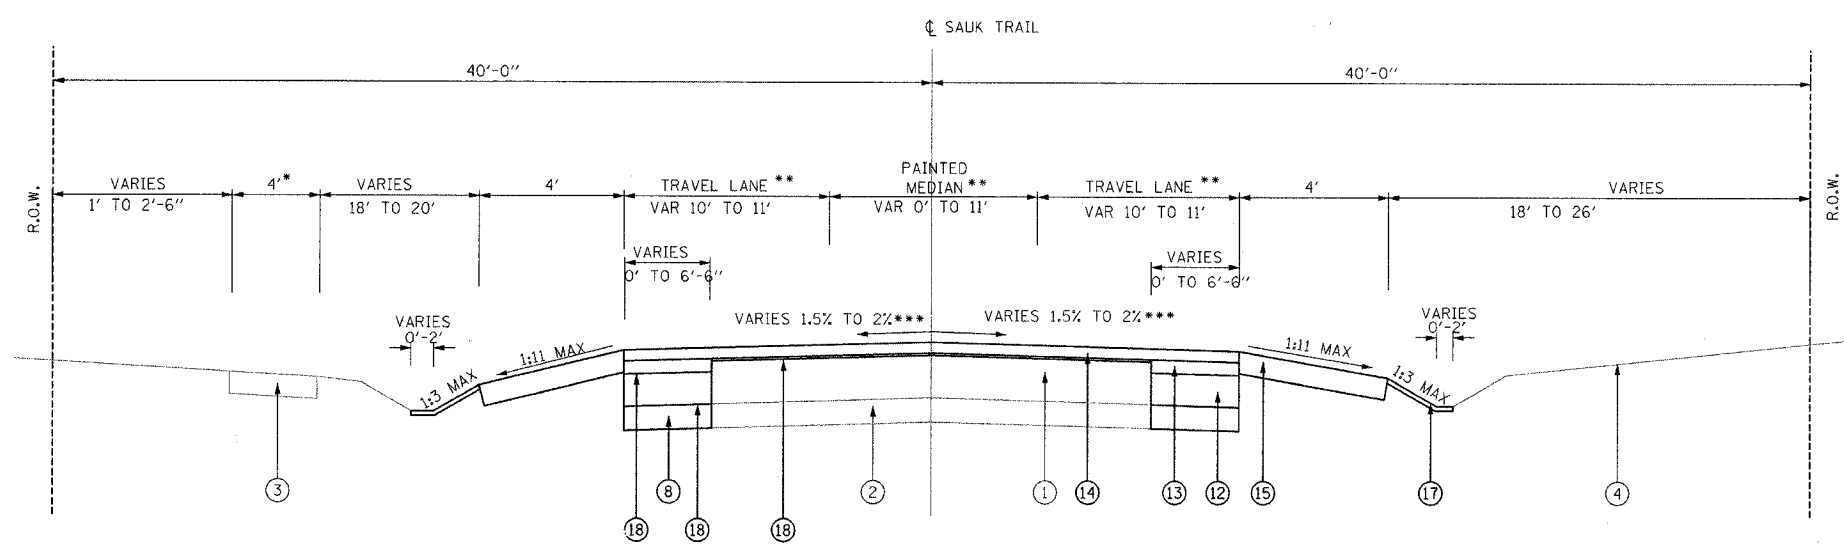 ℄ SAUK TRAIL
40'-0" 40'-0"
R.O.W. R.O.W.
VARIES 4'* VARIES 4' TRAVEL LANE** PAINTED MEDIAN** TRAVEL LANE** 4' VARIES
1' TO 2'-6" 18' TO 20' VAR 10' TO 11' VAR 0' TO 11' VAR 10' TO 11' 18' TO 26'
VARIES VARIES
0' TO 6'-6" 0' TO 6'-6"
VARIES VARIES 1.5% TO 2%*** VARIES 1.5% TO 2%*** VARIES
0'-2' 0'-2'
1:3 MAX 1:11 MAX 1:11 MAX 1:3 MAX
3 8 2 1 14 13 12 15 17 4
18 18 18